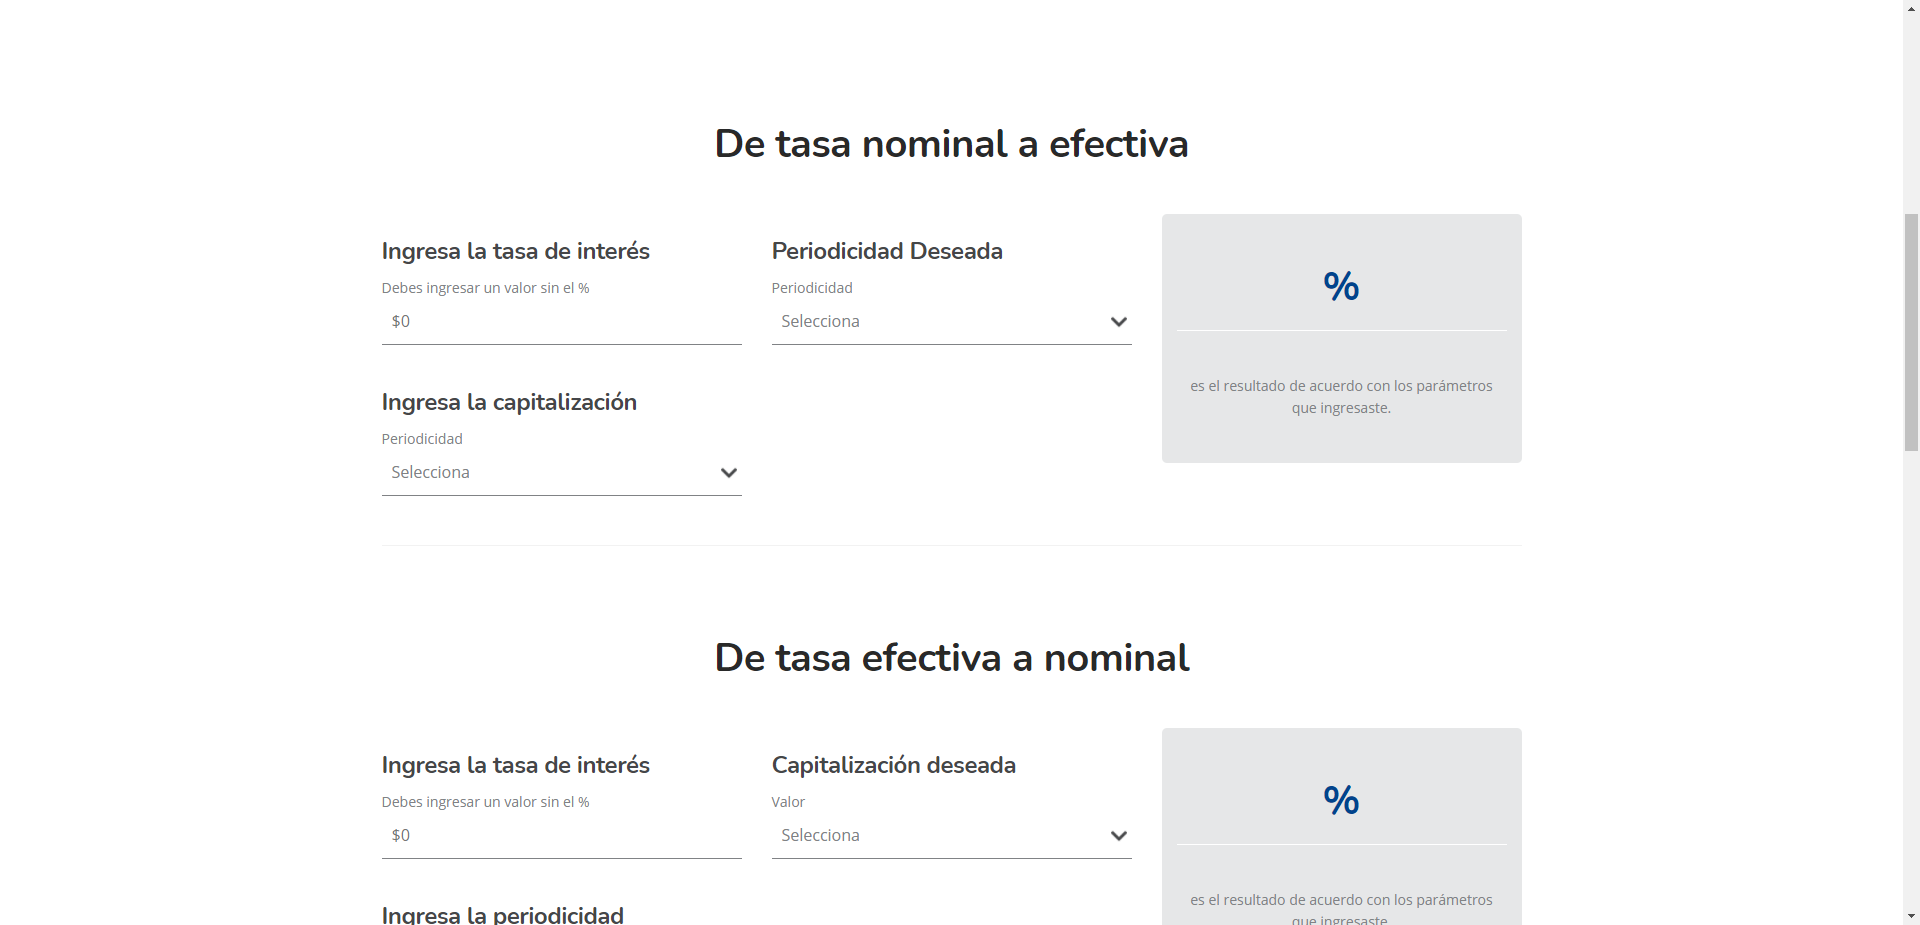 De tasa nominal a efectiva
Ingresa la tasa de interés
Debes ingresar un valor sin el %
$0
Periodicidad Deseada
Periodicidad
Selecciona
%
es el resultado de acuerdo con los parámetros
que ingresaste.
Ingresa la capitalización
Periodicidad
Selecciona
De tasa efectiva a nominal
Ingresa la tasa de interés
Debes ingresar un valor sin el %
$0
Capitalización deseada
Valor
Selecciona
%
es el resultado de acuerdo con los parámetros
que ingresaste.
Ingresa la periodicidad